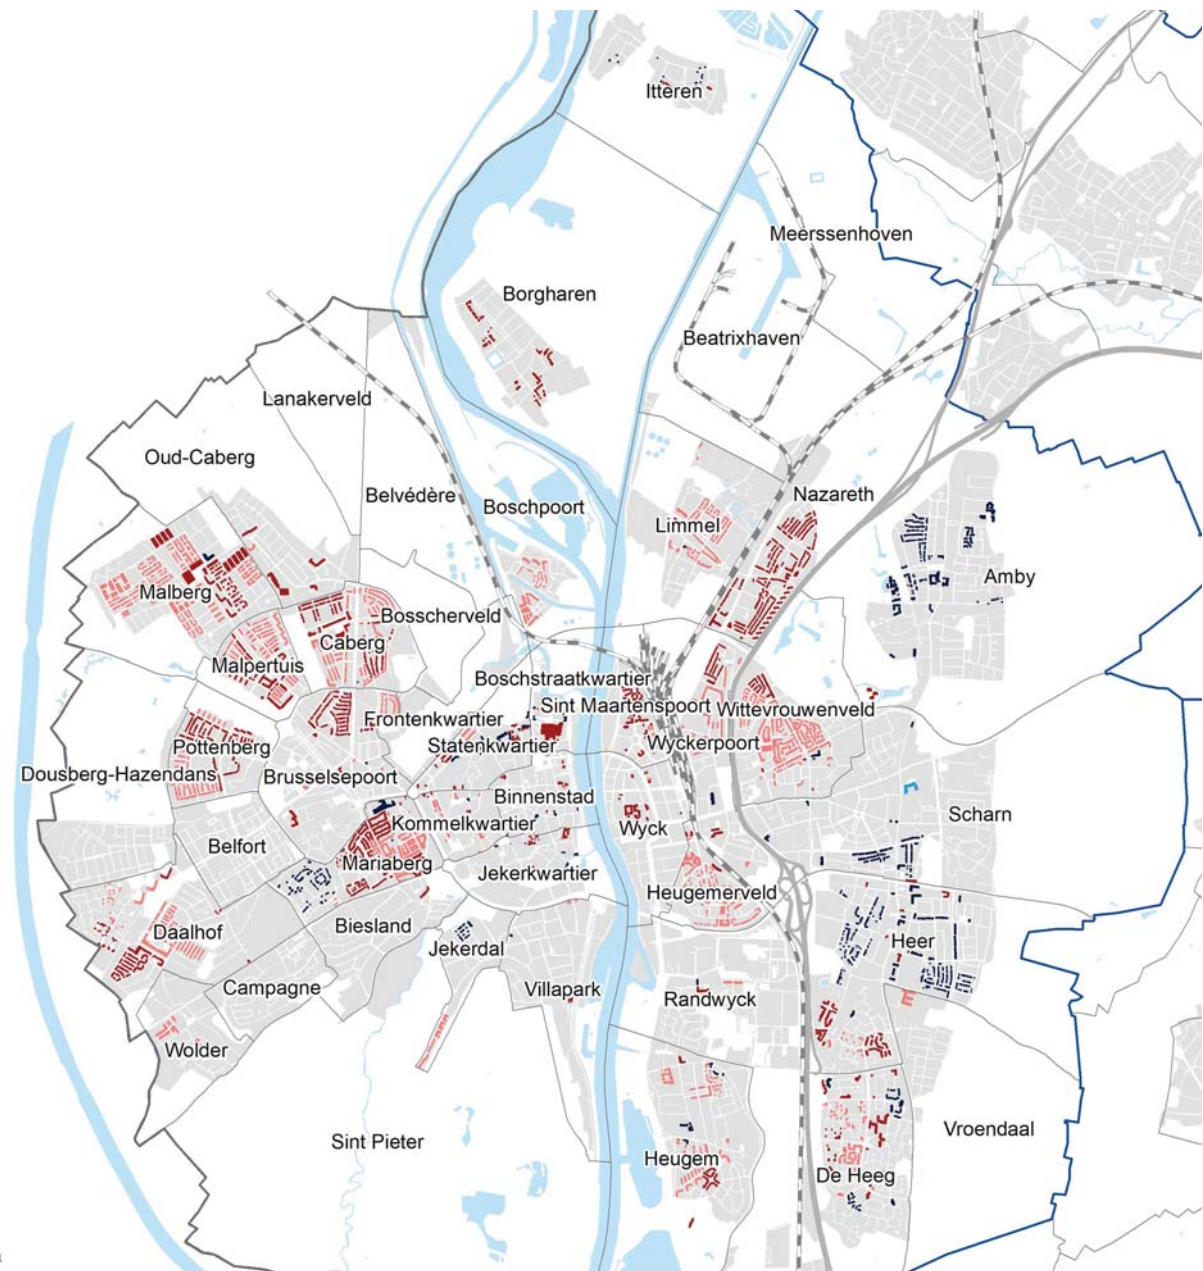 Itteren
Meerssenhoven
Borgharen
Beatrixhaven
Lanakerveld
Oud-Caberg
Belvédère
Boschpoort
Nazareth
Limmel
Amby
Malberg
Bosscherveld
Caberg
Malpertuis
Boschstraatkwartier
Sint Maartenspoort
Wittevrouwenveld
Frontenkwartier
Pottenberg
Statenkwartier
Wyckerpoort
Dousberg-Hazendans
Brusselsepoort
Binnenstad
Scharn
Kommelkwartier
Wyck
Belfort
Mariaberg
Jekerkwartier
Heugemerveld
Biesland
Daalhof
Heer
Jekerdal
Campagne
Villapark
Randwyck
Wolder
Sint Pieter
Vroendaal
Heugem
De Heeg